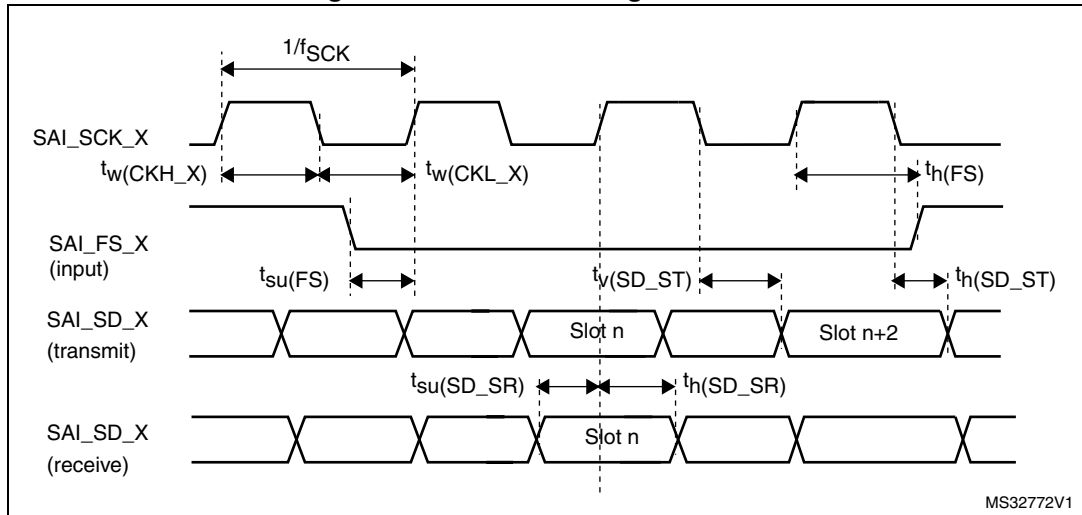 1/fSCK
SAI_SCK_X
tw(CKH_X)
tw(CKL_X)
th(FS)
SAI_FS_X
(input)
tsu(FS)
tv(SD_ST)
th(SD_ST)
SAI_SD_X
(transmit)
Slot n
Slot n+2
tsu(SD_SR)
th(SD_SR)
SAI_SD_X
(receive)
Slot n
MS32772V1